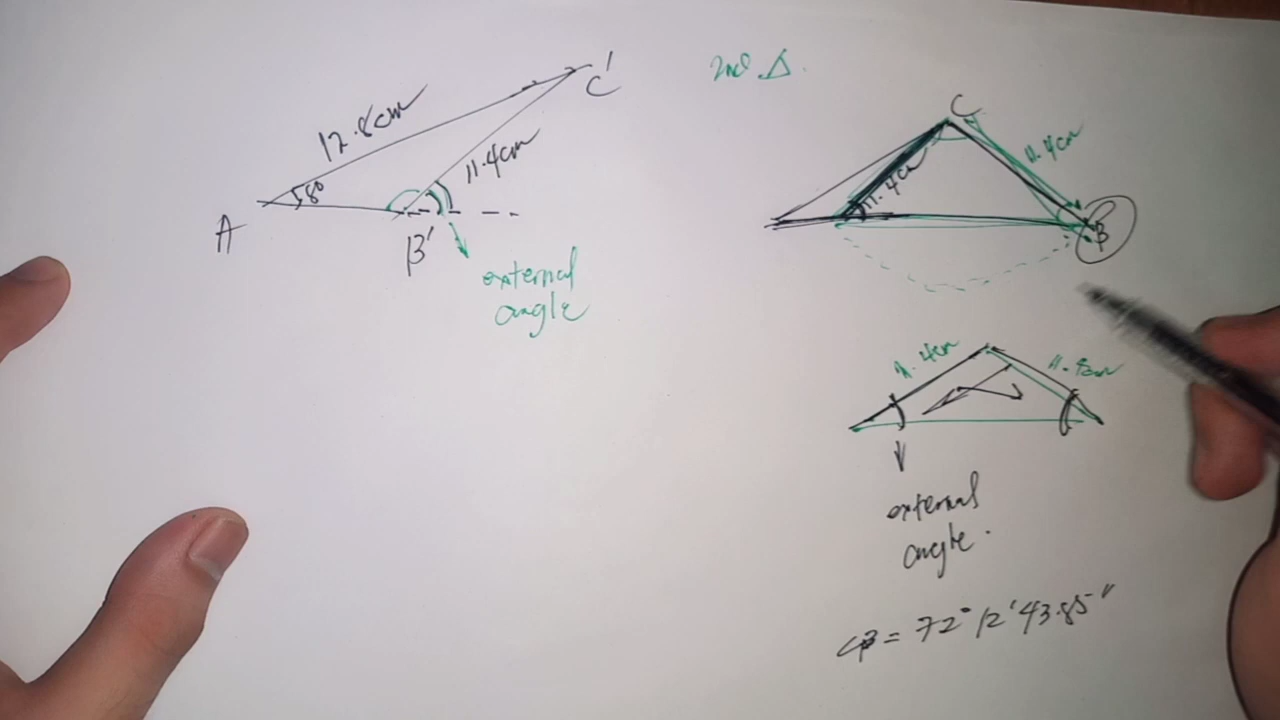 12.8cm
C'
58°
A
11.4cm
B'
external
angle
2nd Δ.
C
11.4cm
11.4cm
B
11.4cm
11.4cm
external
angle.
∠B = 72° 12' 43.85"